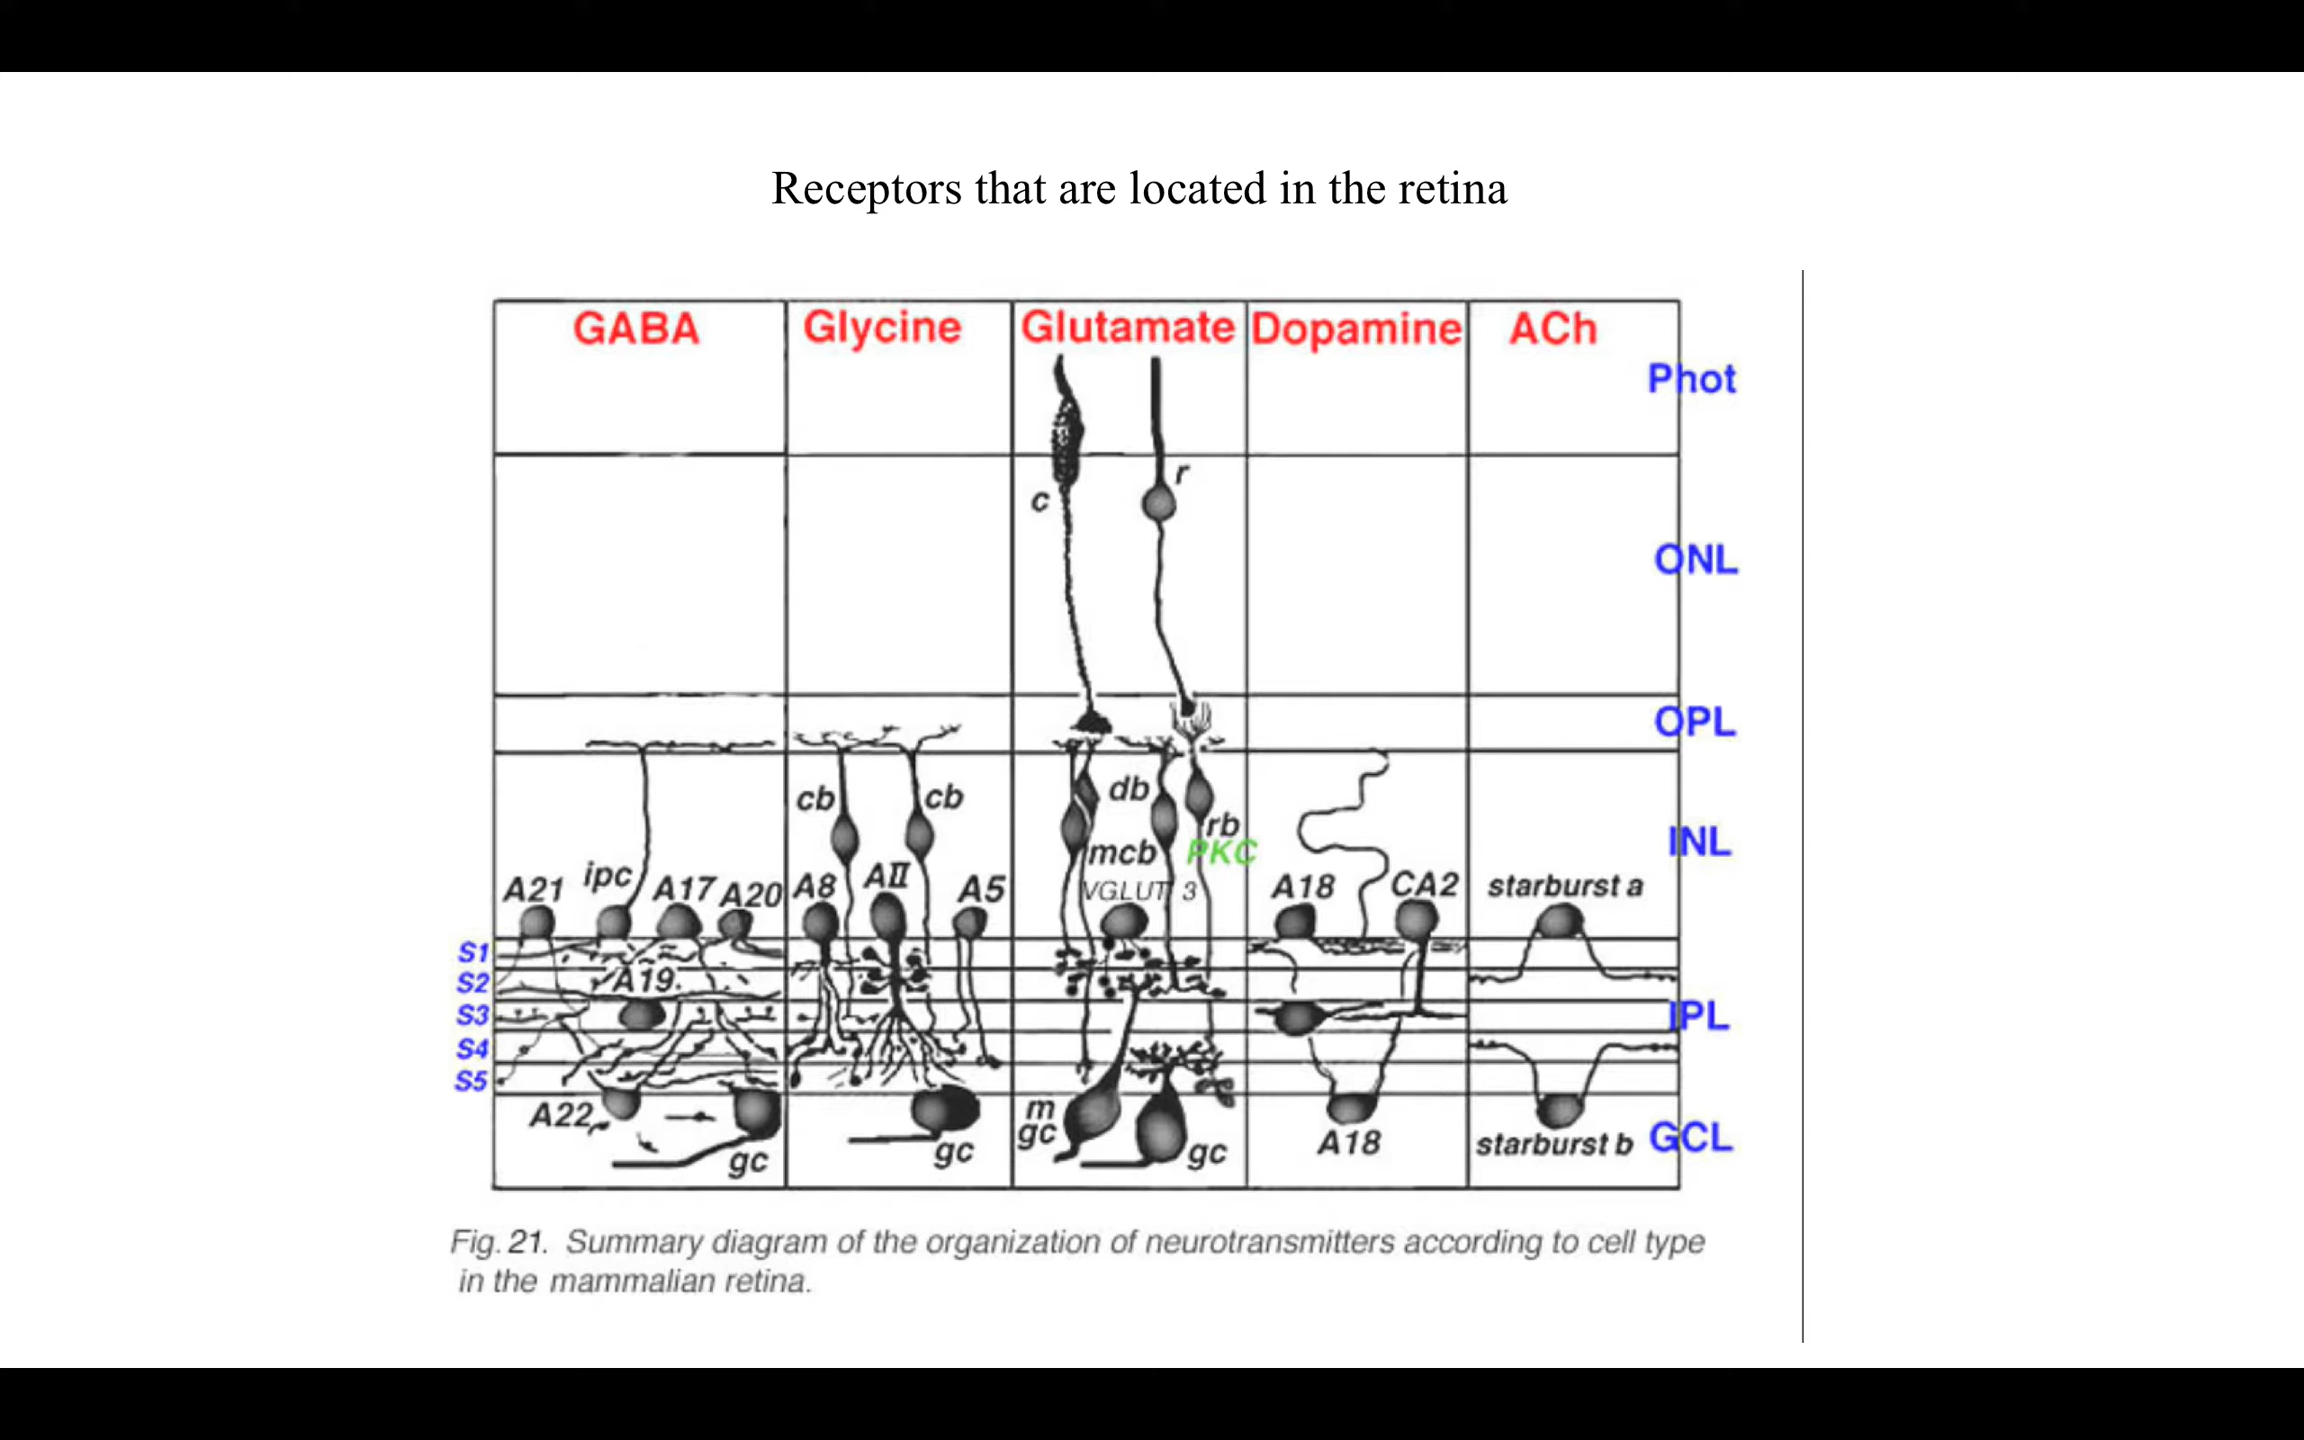 Receptors that are located in the retina
GABA Glycine Glutamate Dopamine ACh
Phot
r
c
ONL
OPL
cb cb db
rb
mcb PKC
INL
A21 ipc A17 A20 A8 AII A5 VGLUT 3 A18 CA2 starburst a
S1
S2 A19.
S3 IPL
S4
S5
A22 gc gc m gc gc A18 starburst b GCL
Fig. 21. Summary diagram of the organization of neurotransmitters according to cell type
in the mammalian retina.